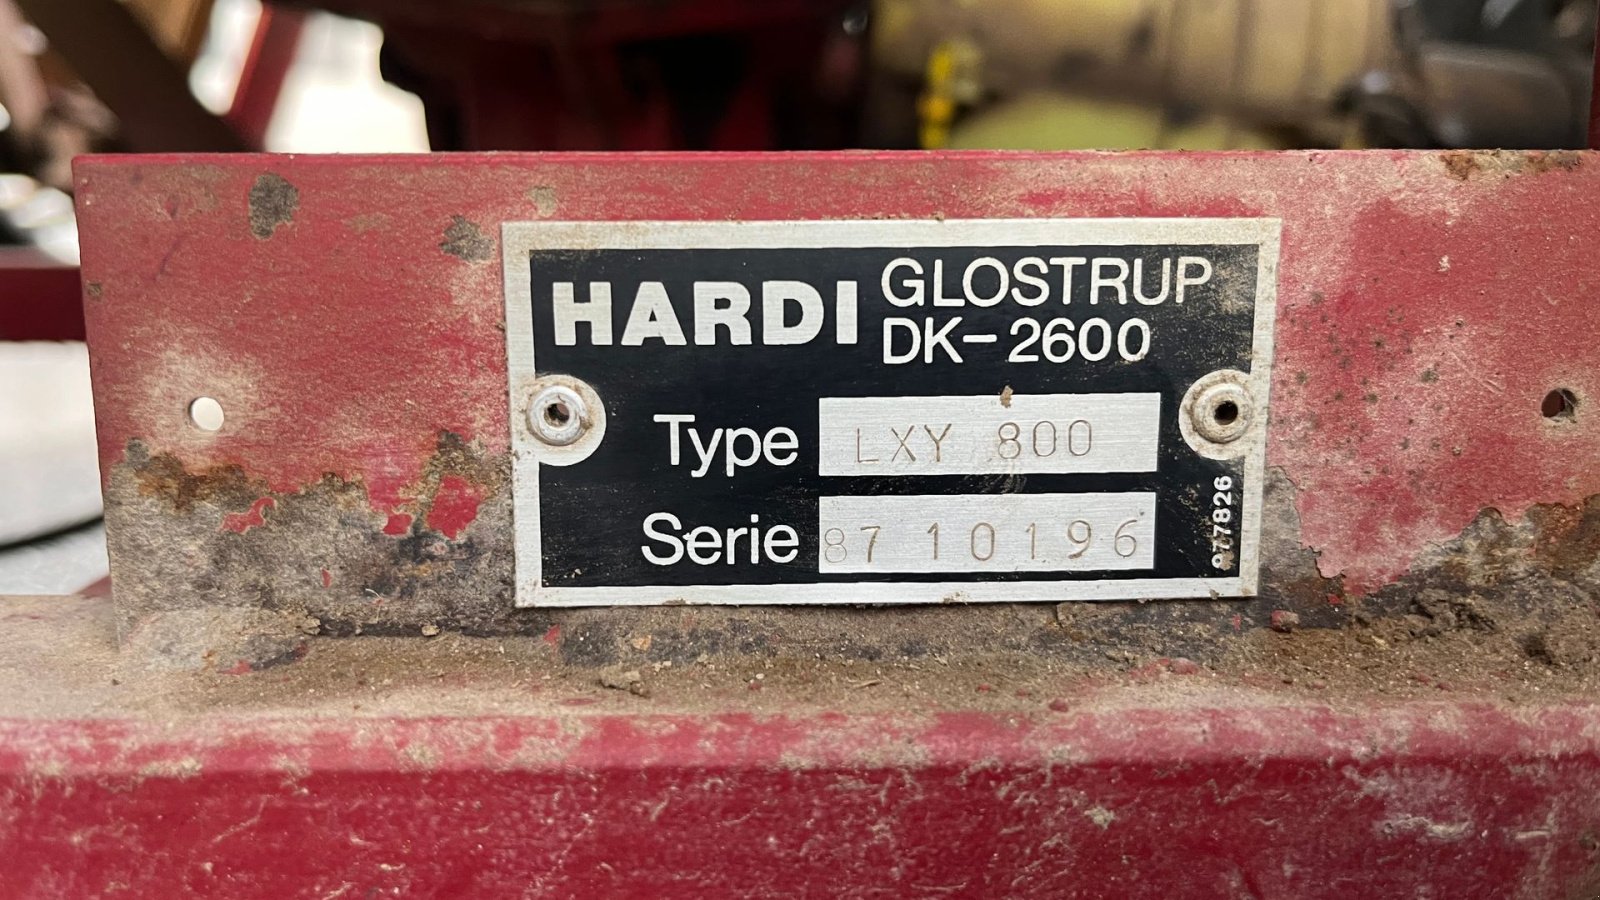 HARDI GLOSTRUP
DK-2600
Type LXY 800
Serie 87 10196
977826